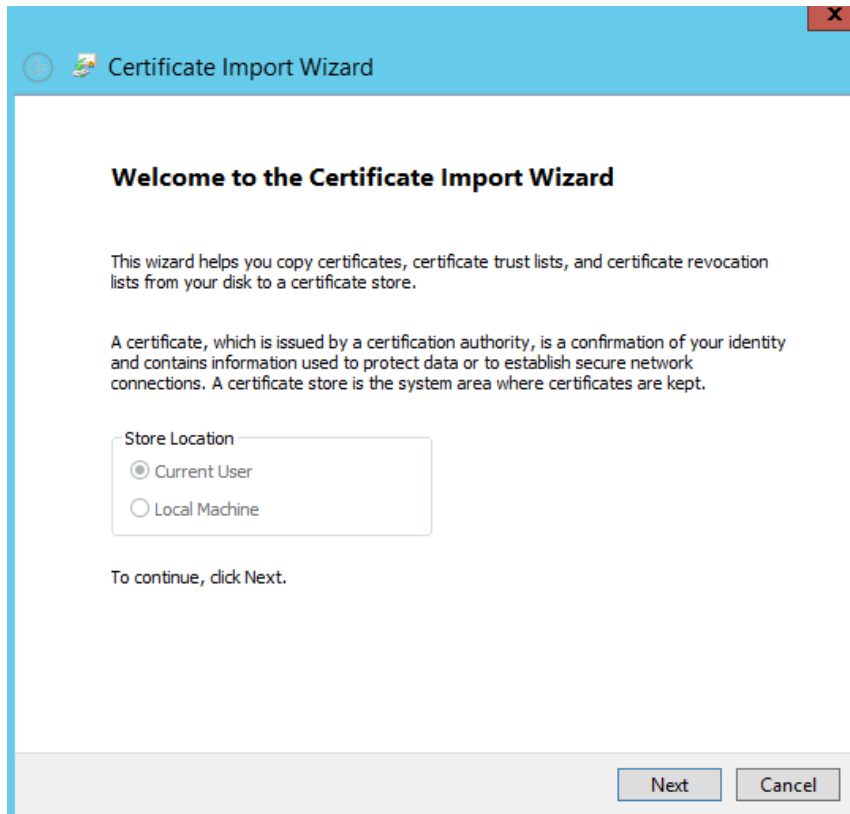 x
Certificate Import Wizard
Welcome to the Certificate Import Wizard
This wizard helps you copy certificates, certificate trust lists, and certificate revocation
lists from your disk to a certificate store.
A certificate, which is issued by a certification authority, is a confirmation of your identity
and contains information used to protect data or to establish secure network
connections. A certificate store is the system area where certificates are kept.
Store Location
Current User
Local Machine
To continue, click Next.
Next Cancel